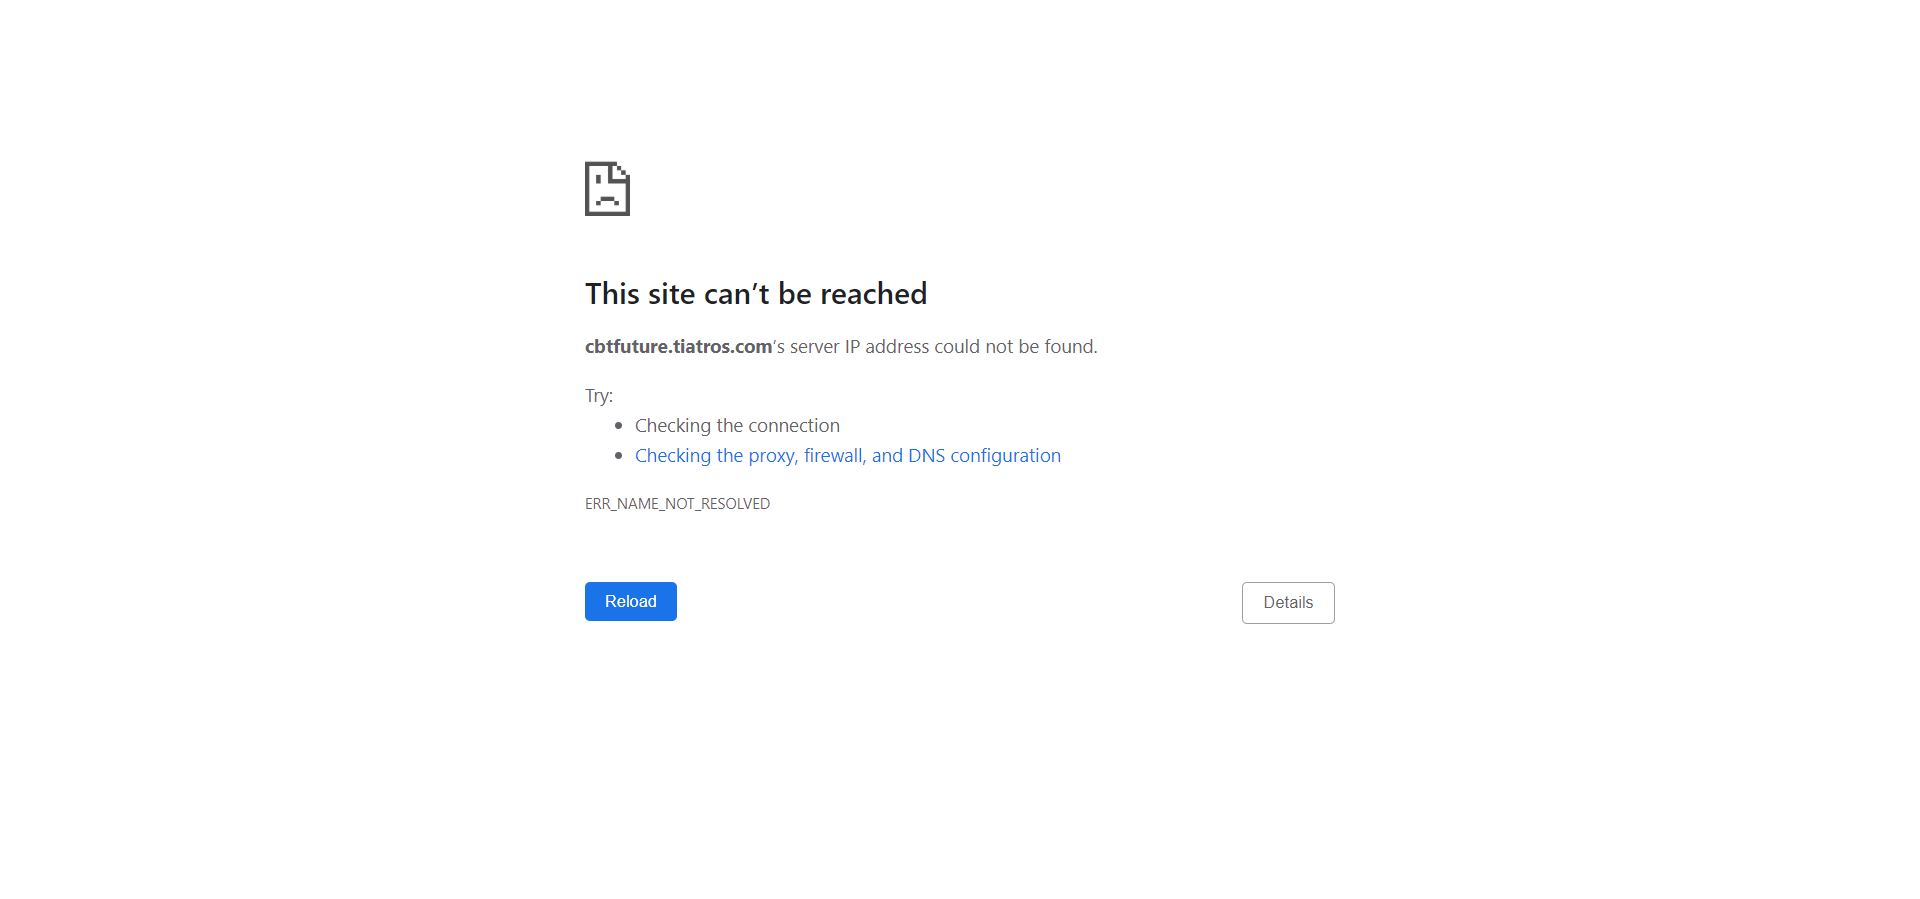 This site can’t be reached
cbtfuture.tiatros.com’s server IP address could not be found.
Try:
Checking the connection
Checking the proxy, firewall, and DNS configuration
ERR_NAME_NOT_RESOLVED
Reload
Details